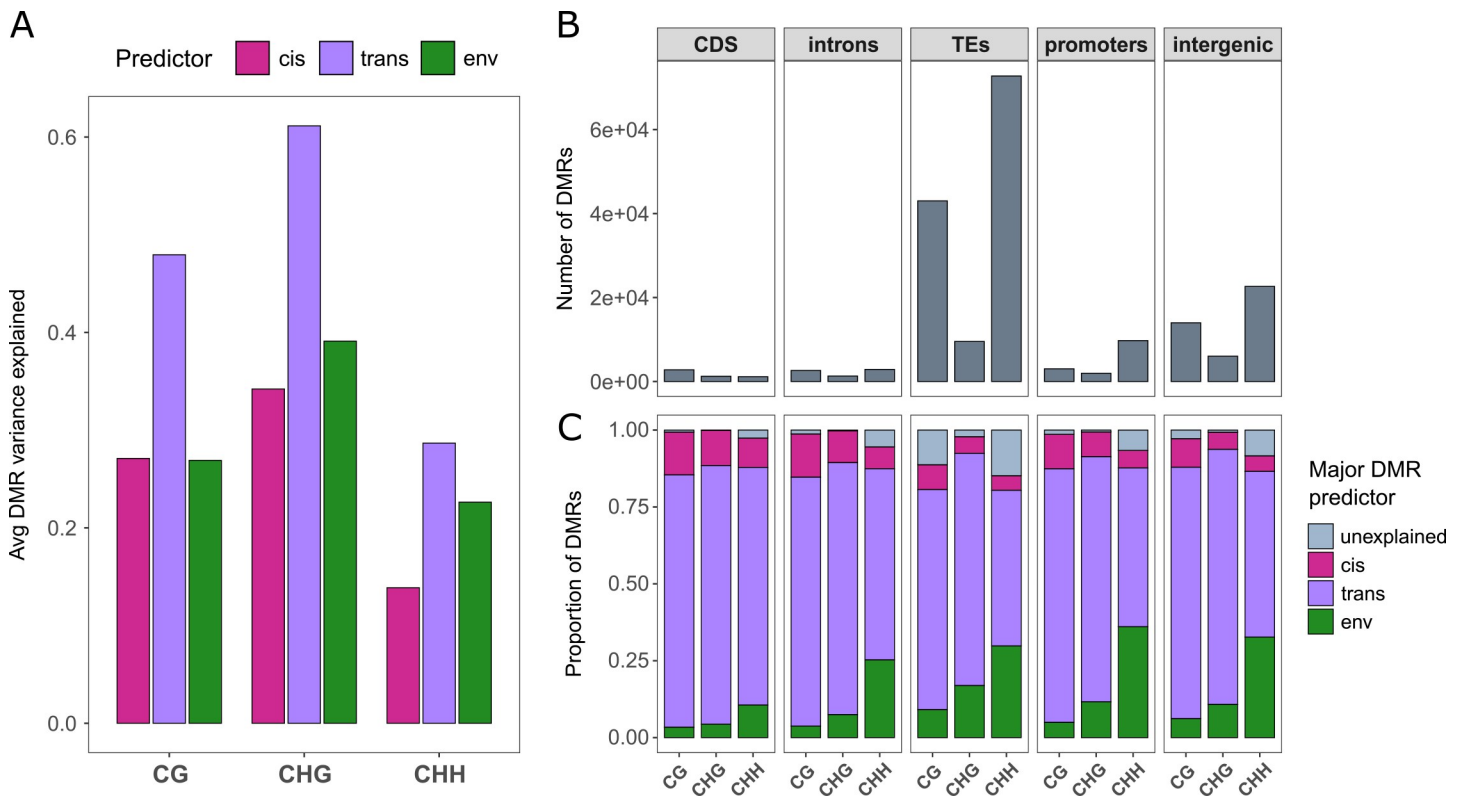 A
Predictor cis trans env
Avg DMR variance explained
0.6
0.4
0.2
0.0
CG CHG CHH
B
CDS introns TEs promoters intergenic
Number of DMRs
6e+04
4e+04
2e+04
0e+00
C
Proportion of DMRs
1.00
0.75
0.50
0.25
0.00
CG CHG CHH CG CHG CHH CG CHG CHH CG CHG CHH CG CHG CHH
Major DMR
predictor
unexplained
cis
trans
env